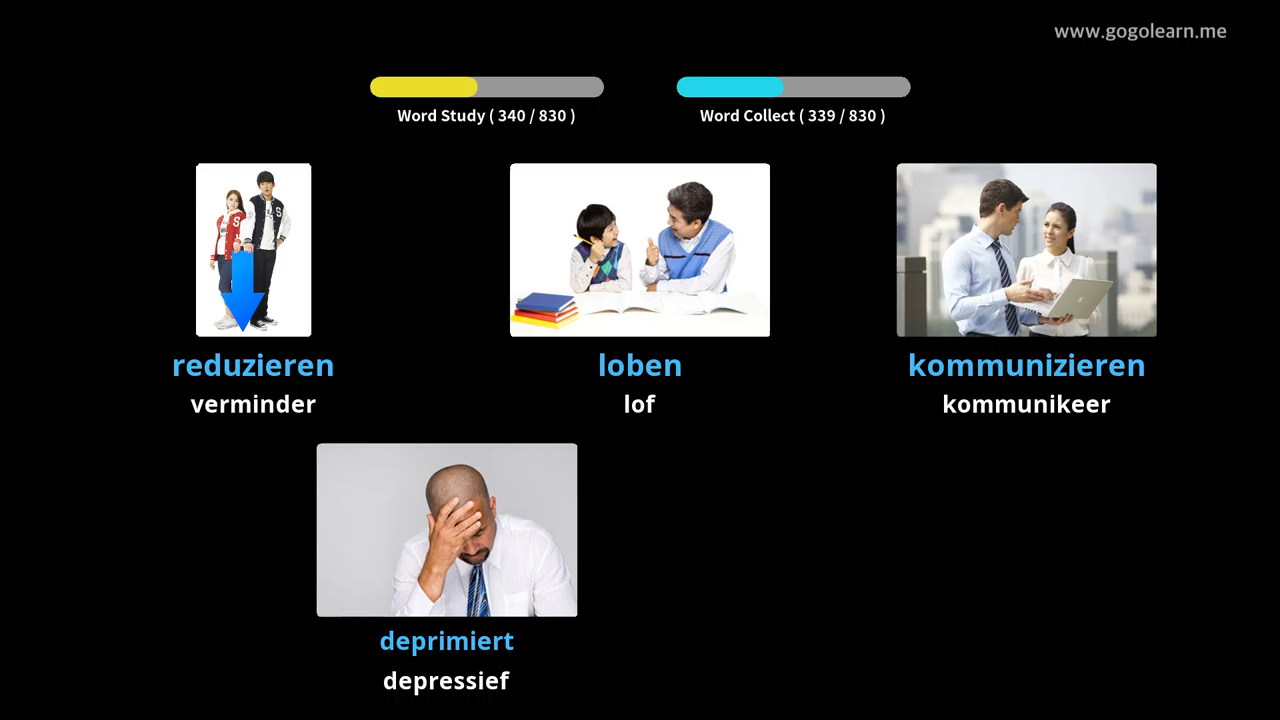 www.gogolearn.me
Word Study ( 340 / 830 )
Word Collect ( 339 / 830 )
S
S
reduzieren
loben
kommunizieren
verminder
lof
kommunikeer
deprimiert
depressief